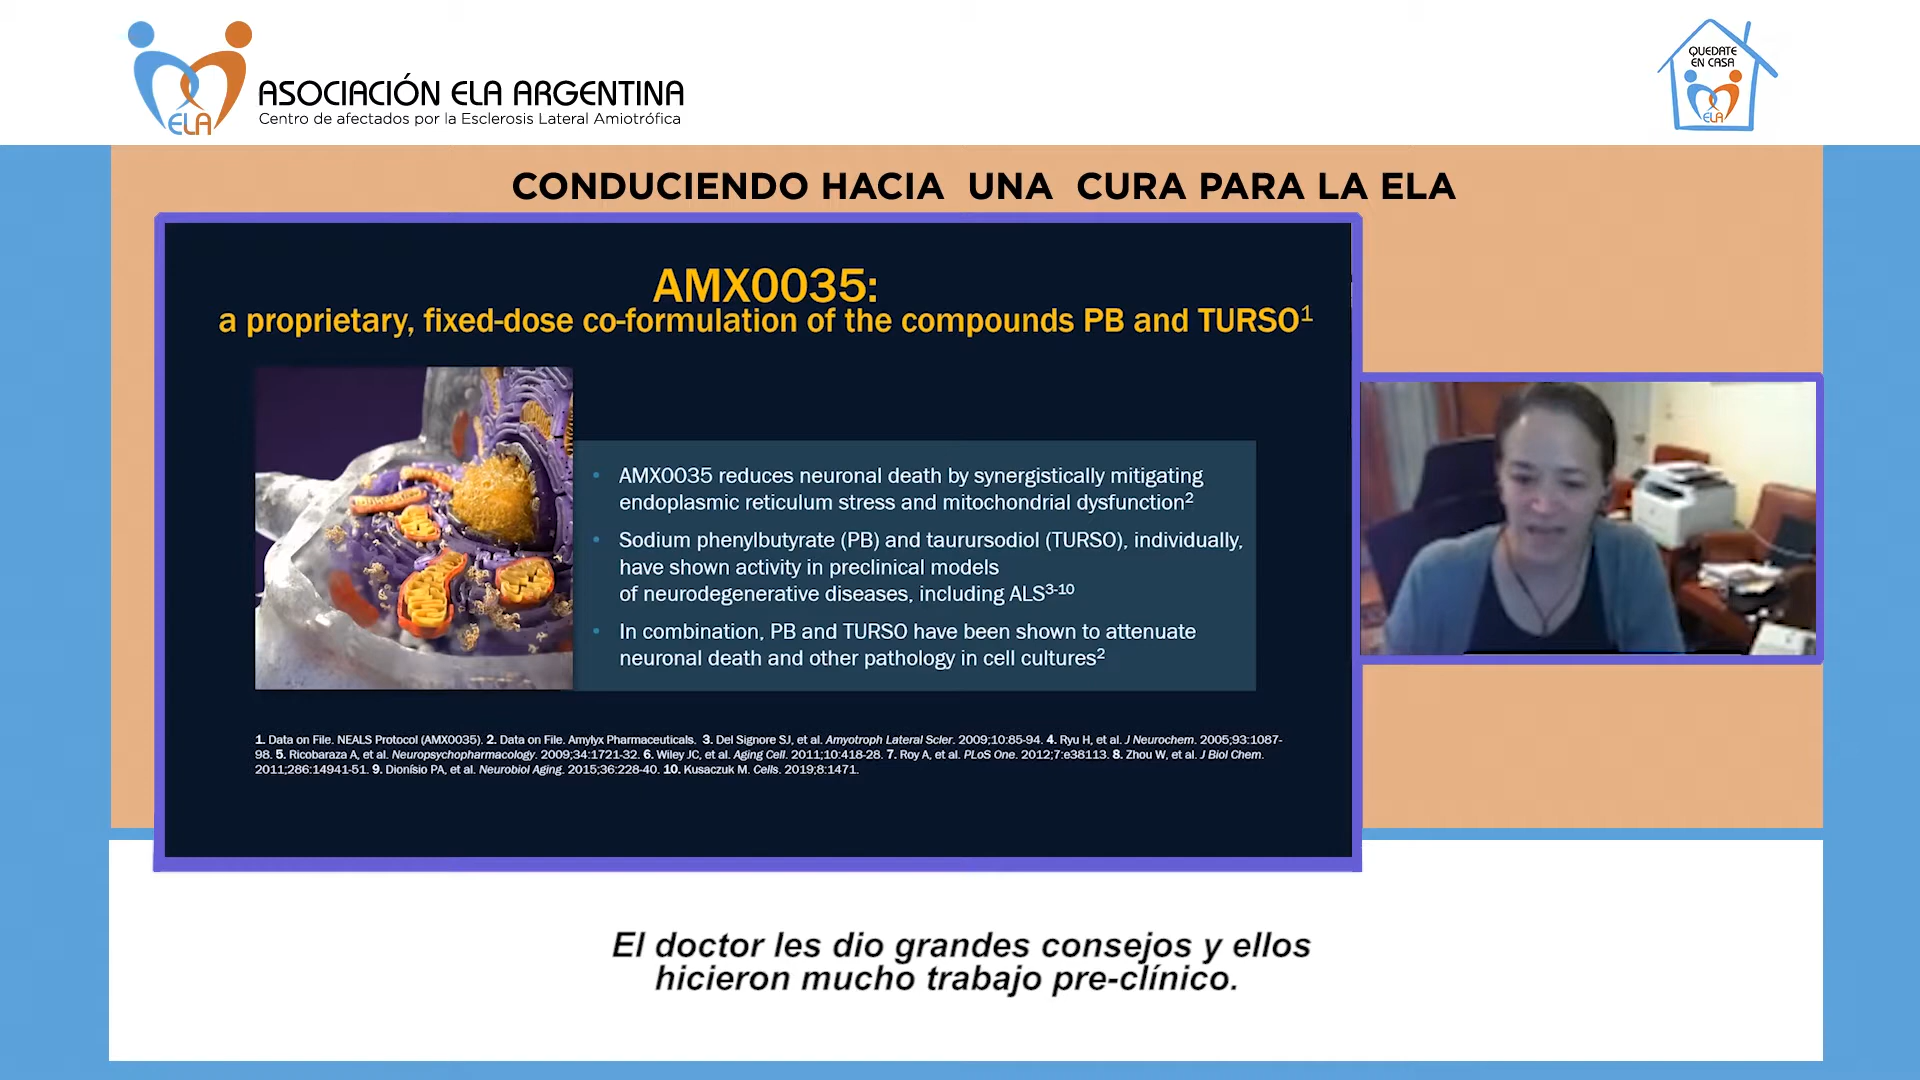 ELA
ASOCIACIÓN ELA ARGENTINA
Centro de afectados por la Esclerosis Lateral Amiotrófica
QUEDATE
EN CASA
ELA
CONDUCIENDO HACIA UNA CURA PARA LA ELA
AMX0035:
a proprietary, fixed-dose co-formulation of the compounds PB and TURSO¹
• AMX0035 reduces neuronal death by synergistically mitigating
endoplasmic reticulum stress and mitochondrial dysfunction²
• Sodium phenylbutyrate (PB) and taurursodiol (TURSO), individually,
have shown activity in preclinical models
of neurodegenerative diseases, including ALS³⁻¹⁰
• In combination, PB and TURSO have been shown to attenuate
neuronal death and other pathology in cell cultures²
1. Data on File. NEALS Protocol (AMX0035). 2. Data on File. Amylyx Pharmaceuticals. 3. Del Signore SJ, et al. Amyotroph Lateral Scler. 2009;10:85-94. 4. Ryu H, et al. J Neurochem. 2005;93:1087-
98. 5. Ricobaraza A, et al. Neuropsychopharmacology. 2009;34:1721-32. 6. Wiley JC, et al. Aging Cell. 2011;10:418-28. 7. Roy A, et al. PLoS One. 2012;7:e38113. 8. Zhou W, et al. J Biol Chem.
2011;286:14941-51. 9. Dionísio PA, et al. Neurobiol Aging. 2015;36:228-40. 10. Kusaczuk M. Cells. 2019;8:1471.
El doctor les dio grandes consejos y ellos
hicieron mucho trabajo pre-clínico.